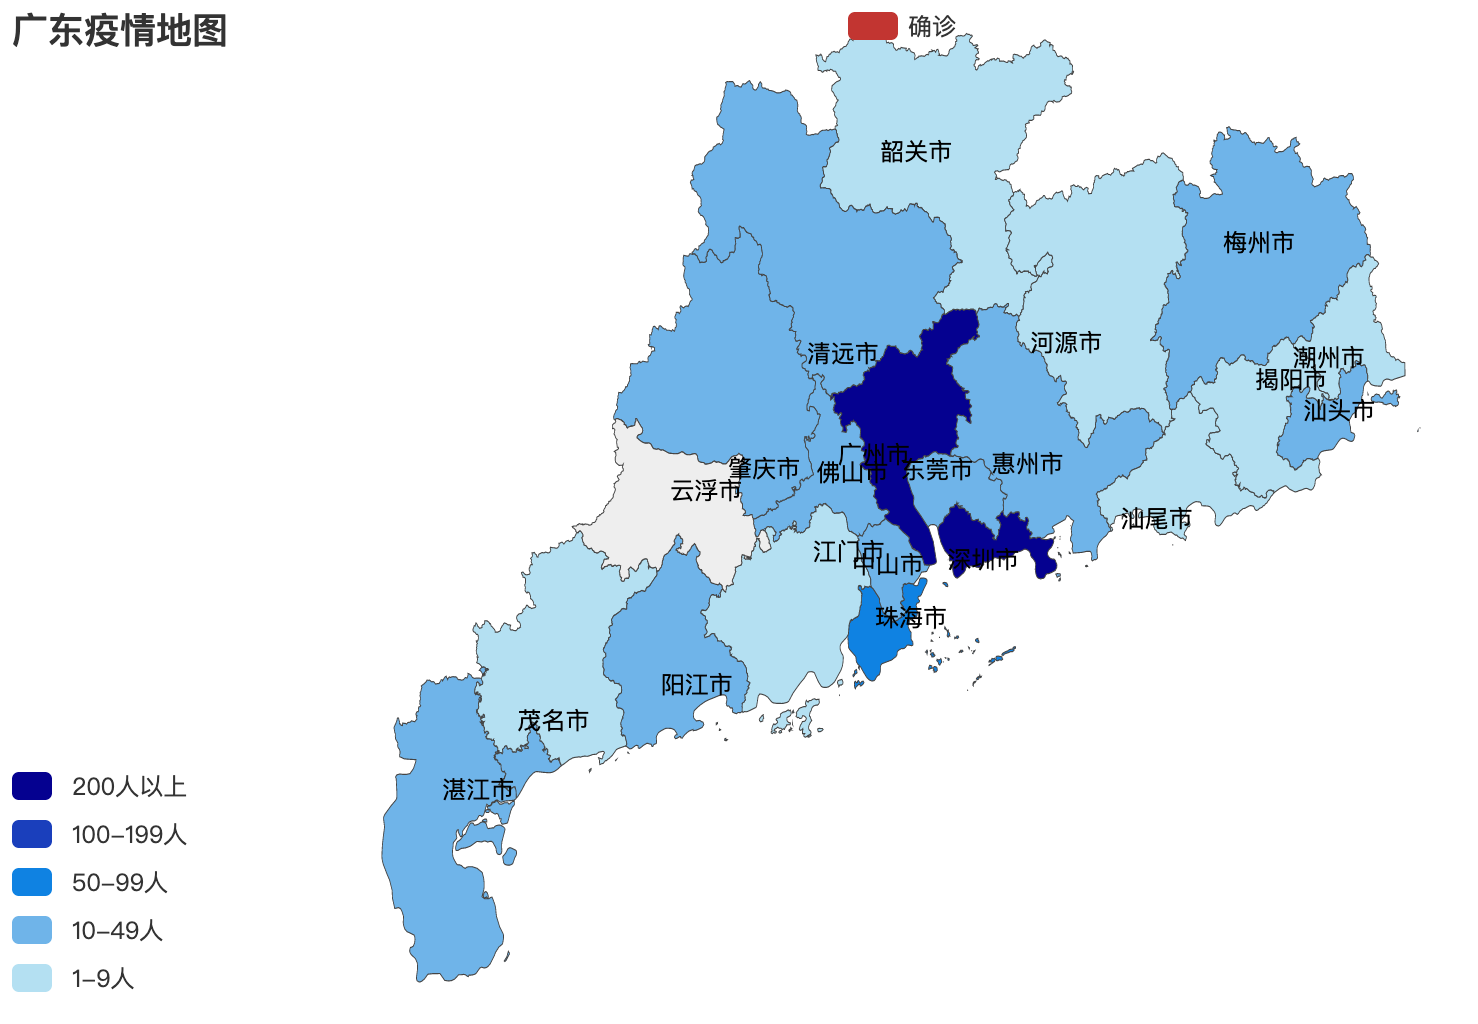 广东疫情地图
确诊
韶关市
梅州市
河源市
清远市
潮州市
揭阳市
汕头市
广州市
肇庆市
佛山市
东莞市
惠州市
云浮市
汕尾市
江门市
中山市
深圳市
珠海市
阳江市
茂名市
湛江市
200人以上
100-199人
50-99人
10-49人
1-9人